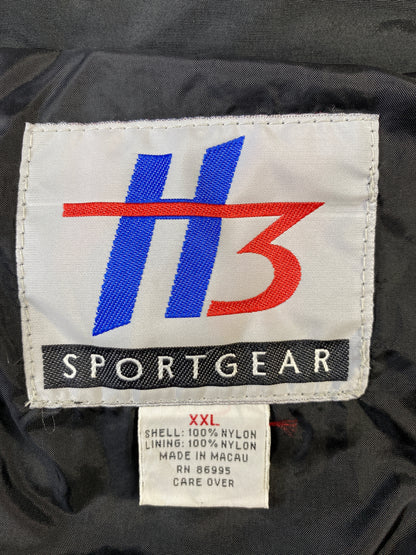 H3
SPORTGEAR
XXL
SHELL: 100% NYLON
LINING: 100% NYLON
MADE IN MACAU
RN 86995
CARE OVER